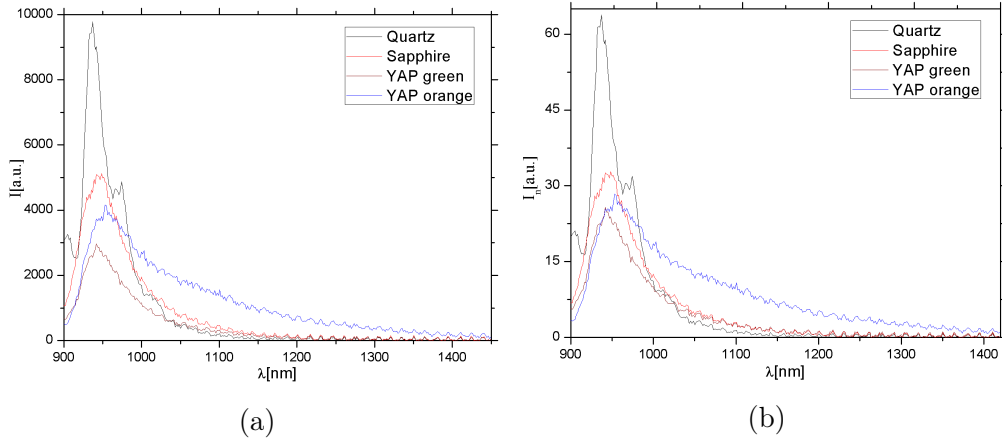 10000
8000
6000
4000
2000
0
I[a.u.]
Quartz
Sapphire
YAP green
YAP orange
900 1000 1100 1200 1300 1400
λ[nm]
(a)
60
45
30
15
0
I_n[a.u.]
Quartz
Sapphire
YAP green
YAP orange
900 1000 1100 1200 1300 1400
λ[nm]
(b)